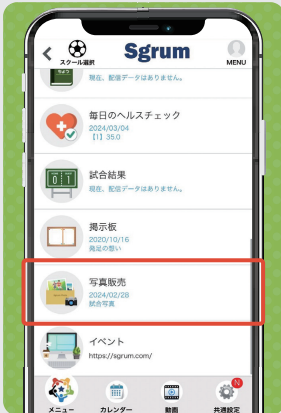 Sgrum
スクール選択
MENU
現在、配信データはありません。
毎日のヘルスチェック
2024/03/04
【1】35.0
試合結果
0 1
現在、配信データはありません。
掲示板
2020/10/16
発足の想い
写真販売
2024/02/28
試合写真
イベント
https://sgrum.com/
N
メニュー
カレンダー
動画
共通設定